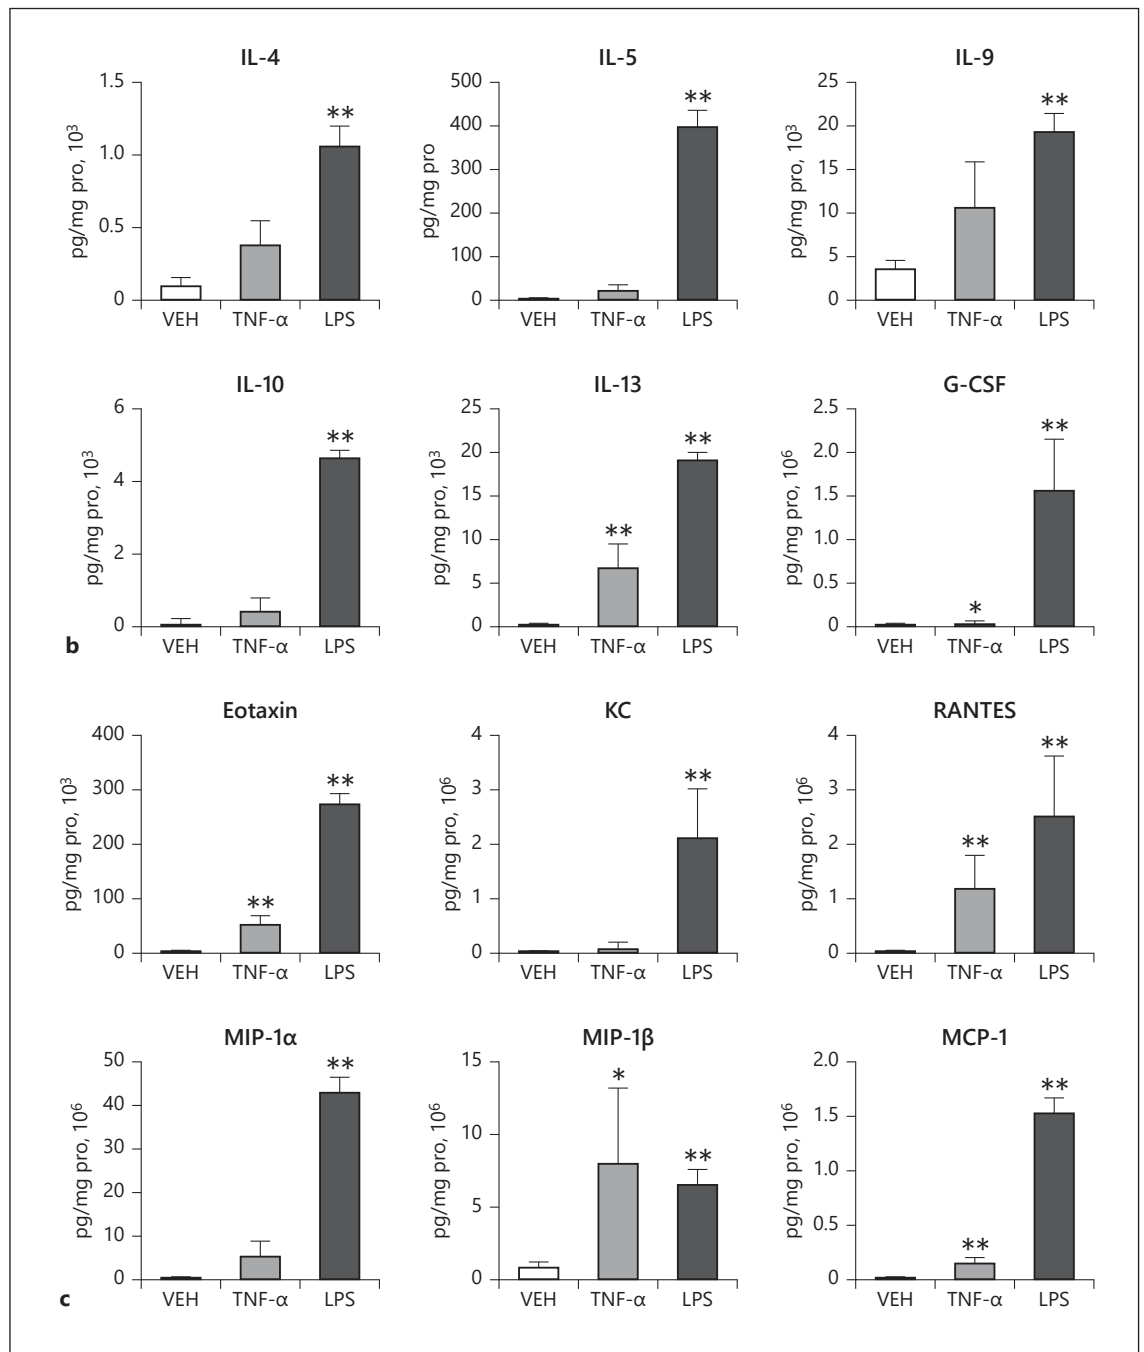 IL-4 IL-5 IL-9
1.5 500 25
** ** **
400 20
1.0 300 15
pg/mg pro, 10³ pg/mg pro pg/mg pro, 10³
0.5 200 10
100 5
0 0 0
VEH TNF-α LPS VEH TNF-α LPS VEH TNF-α LPS
IL-10 IL-13 G-CSF
6 25 2.5
** ** **
4 20 2.0
15 1.5
pg/mg pro, 10³ pg/mg pro, 10³ pg/mg pro, 10⁶
** *
2 10 1.0
5 0.5
0 0 0
b VEH TNF-α LPS VEH TNF-α LPS VEH TNF-α LPS
Eotaxin KC RANTES
400 4 4
** ** **
300 3 3
pg/mg pro, 10³ pg/mg pro, 10⁶ pg/mg pro, 10⁶
200 2 2
** **
100 1 1
0 0 0
VEH TNF-α LPS VEH TNF-α LPS VEH TNF-α LPS
MIP-1α MIP-1β MCP-1
50 15 2.0
** * **
40 1.5
30 10 1.0
pg/mg pro, 10⁶ pg/mg pro, 10⁶ pg/mg pro, 10⁶
** **
20 5 0.5
10
0 0 0
c VEH TNF-α LPS VEH TNF-α LPS VEH TNF-α LPS